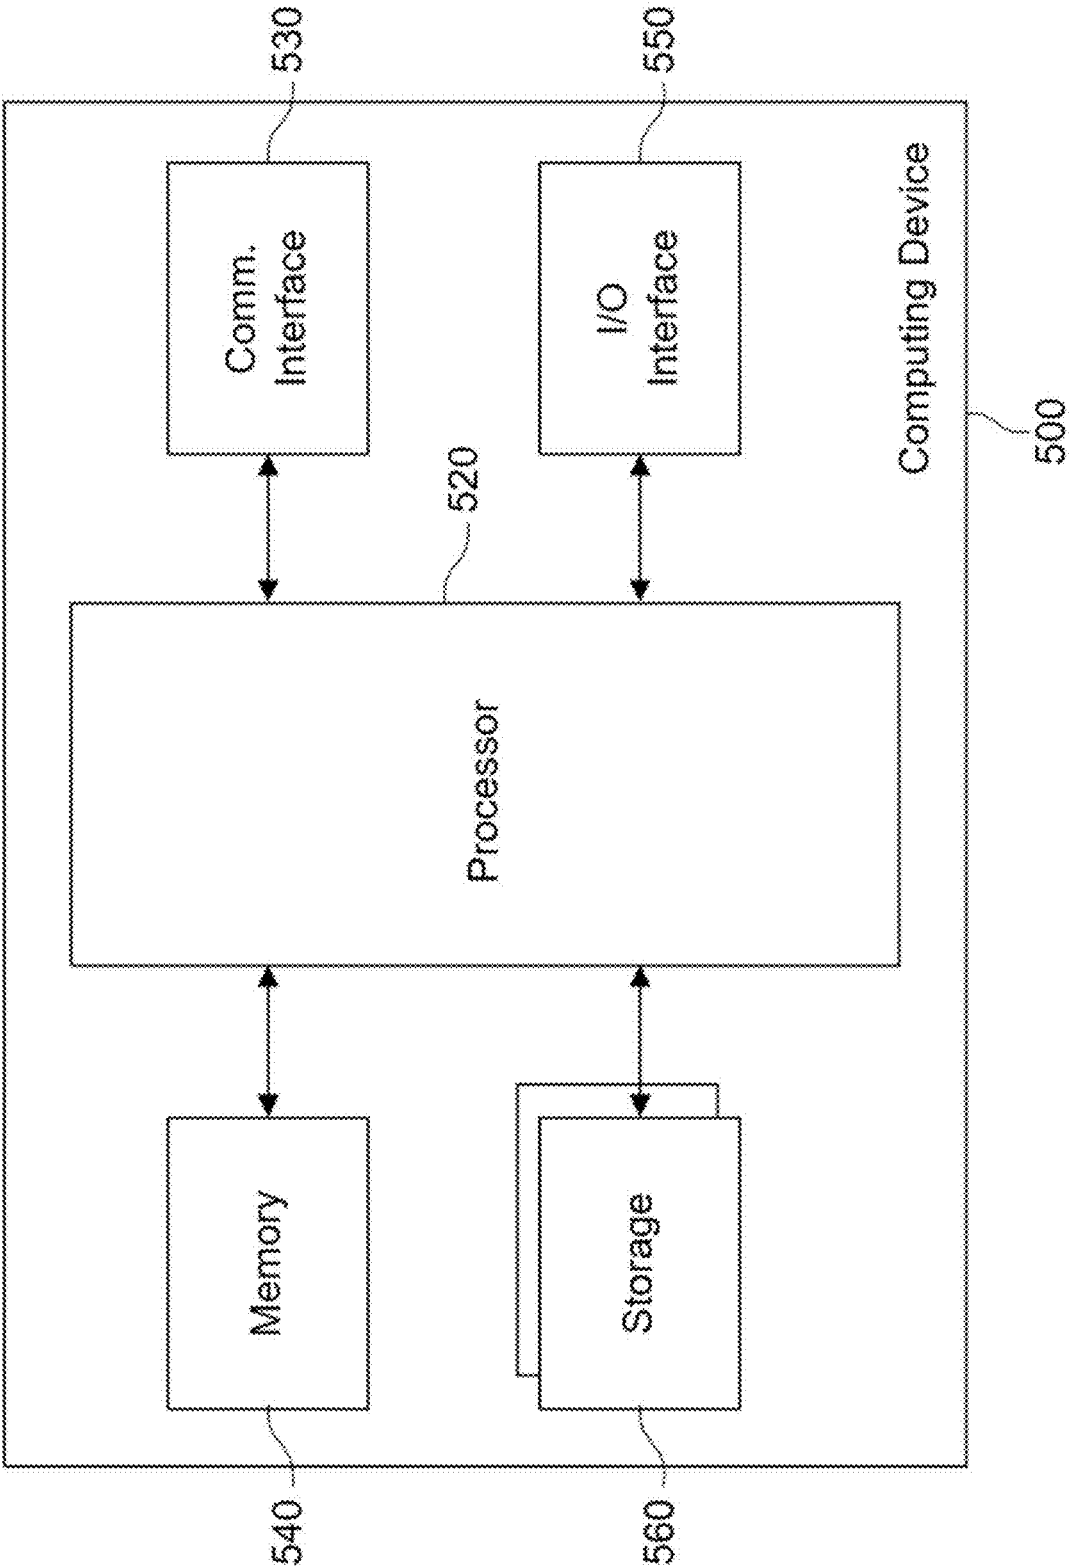 540
Memory
Comm.
Interface
530
520
Processor
560
Storage
I/O
Interface
550
Computing Device
500